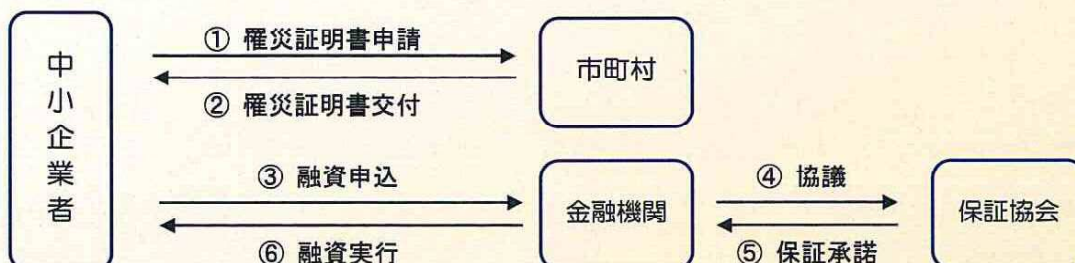 中小企業者
① 罹災証明書申請
市町村
② 罹災証明書交付
③ 融資申込
金融機関
④ 協議
保証協会
⑥ 融資実行
⑤ 保証承諾